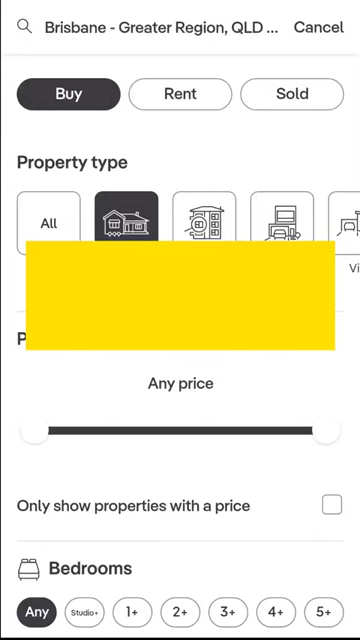 Brisbane - Greater Region, QLD ... Cancel
Buy Rent Sold
Property type
All
Vi
P
Any price
Only show properties with a price
Bedrooms
Any Studio+ 1+ 2+ 3+ 4+ 5+